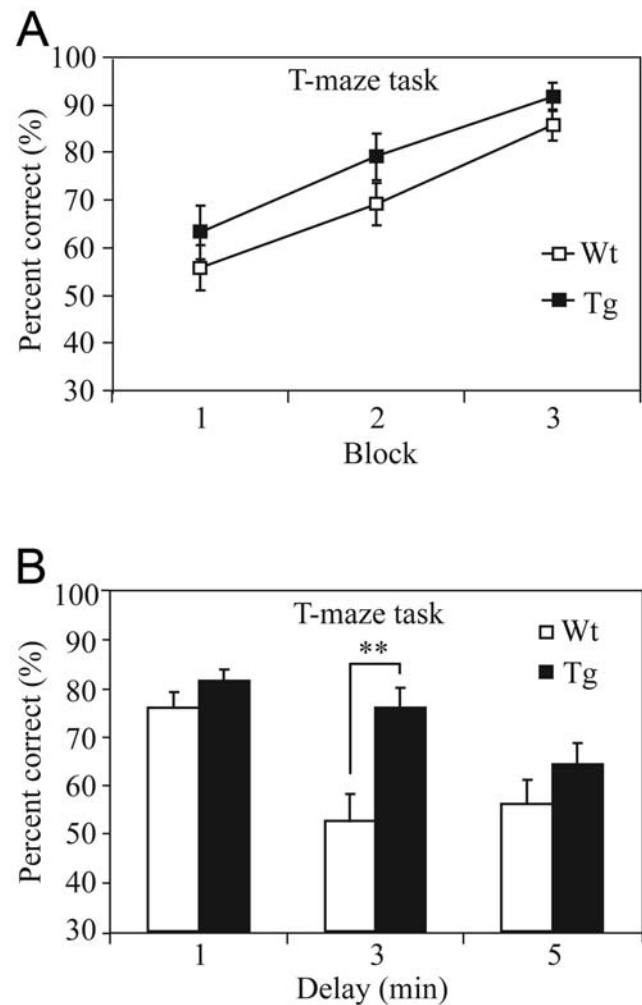 A
T-maze task
Percent correct (%)
100
90
80
70
60
50
40
30
Wt
Tg
1 2 3
Block
B
T-maze task
Percent correct (%)
100
90
80
70
60
50
40
30
**
Wt
Tg
1 3 5
Delay (min)